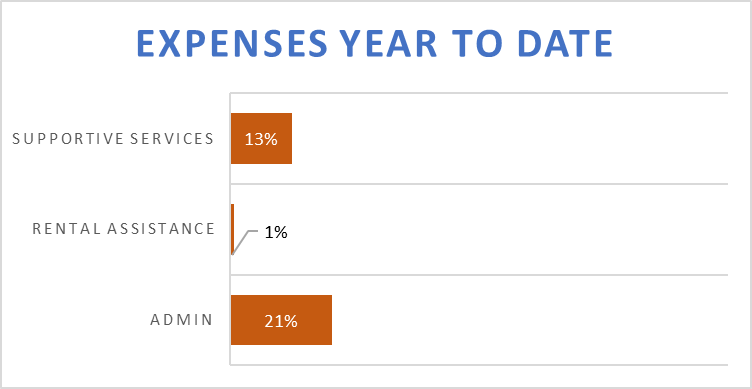 EXPENSES YEAR TO DATE
SUPPORTIVE SERVICES
13%
RENTAL ASSISTANCE
1%
ADMIN
21%